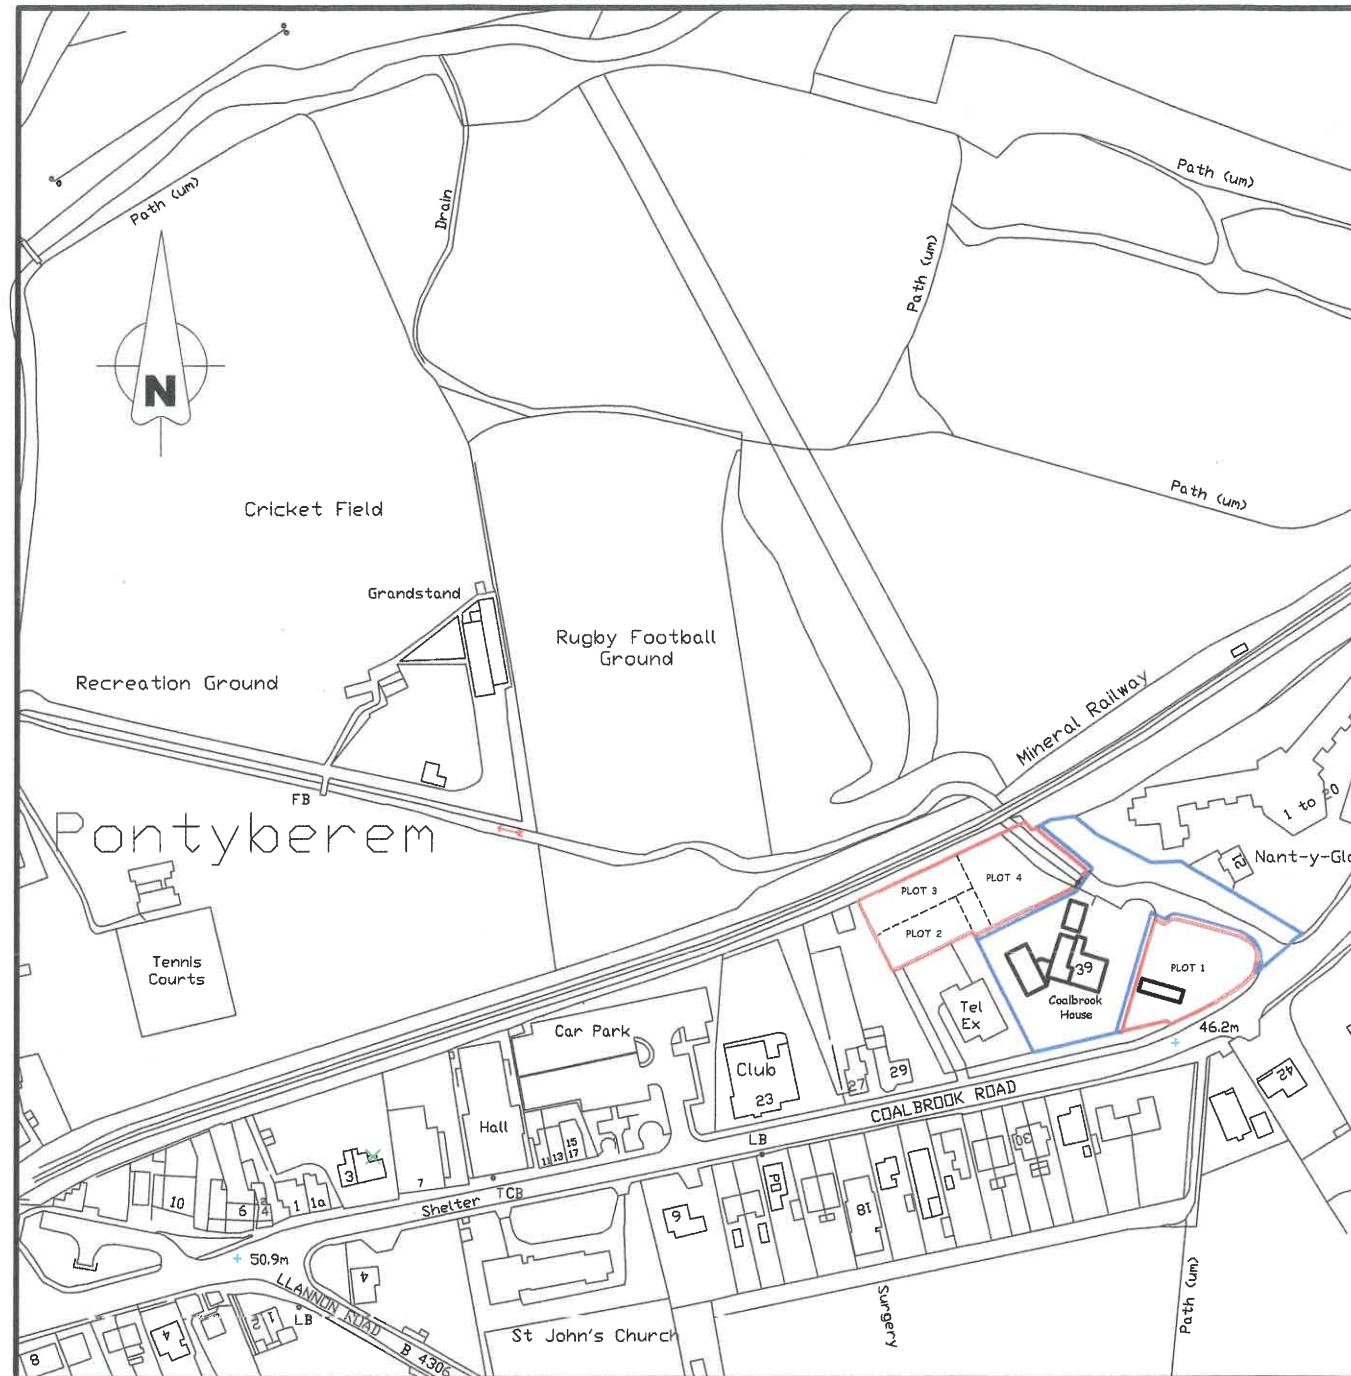 Path (um)
Path (um)
Drain
Path (um)
N
Path (um)
Cricket Field
Grandstand
Rugby Football
Ground
Recreation Ground
Mineral Railway
FB
1 to 20
Pontyberem
21
PLOT 3
PLOT 4
PLOT 2
PLOT 1
39
Coalbrook
House
Tennis
Courts
Tel
Ex
46.2m
Car Park
Club
23
27
29
42
COALBROOK ROAD
Hall
15
17
11
13
LB
30
3
7
TCB
Shelter
PO
10
6
2
4
1
1a
9
18
50.9m
4
LLANNON ROAD
B 4306
LB
1
2
4
8
St John's Church
Surgery
Path (um)